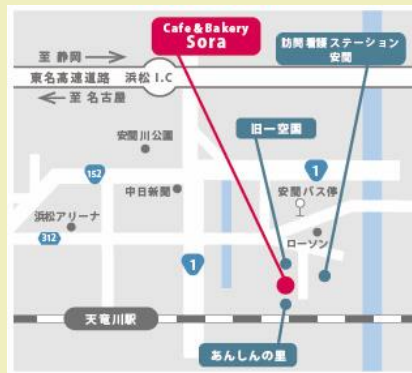 Cafe & Bakery
Sora
訪問看護ステーション
安間
至 静岡
東名高速道路 浜松 I.C
至 名古屋
旧一空園
安間川公園
1
152
中日新聞
安間バス停
浜松アリーナ
ローソン
312
1
天竜川駅
あんしんの里